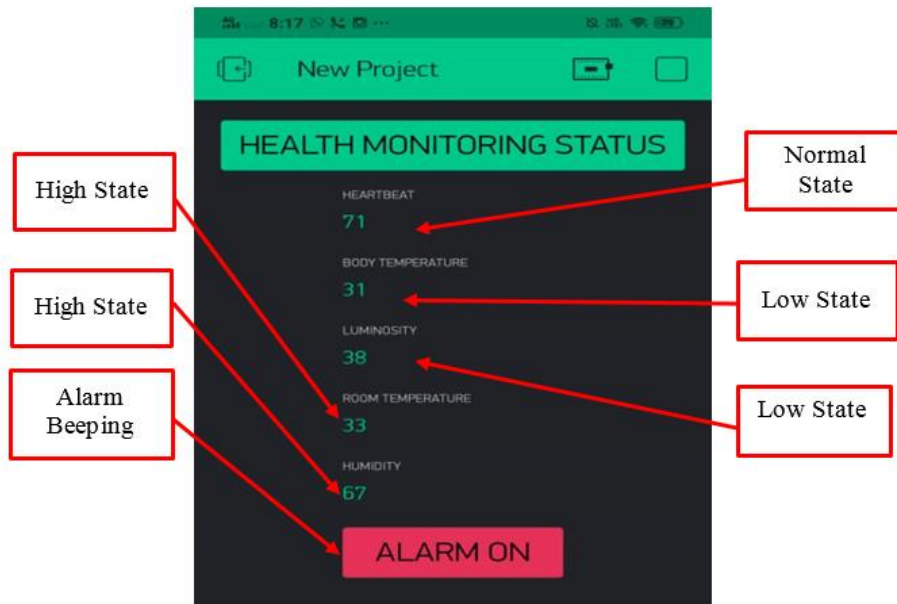 8:17
New Project
HEALTH MONITORING STATUS
Normal
State
High State
HEARTBEAT
71
BODY TEMPERATURE
31
Low State
High State
LUMINOSITY
38
Alarm
Beeping
ROOM TEMPERATURE
33
Low State
HUMIDITY
67
ALARM ON